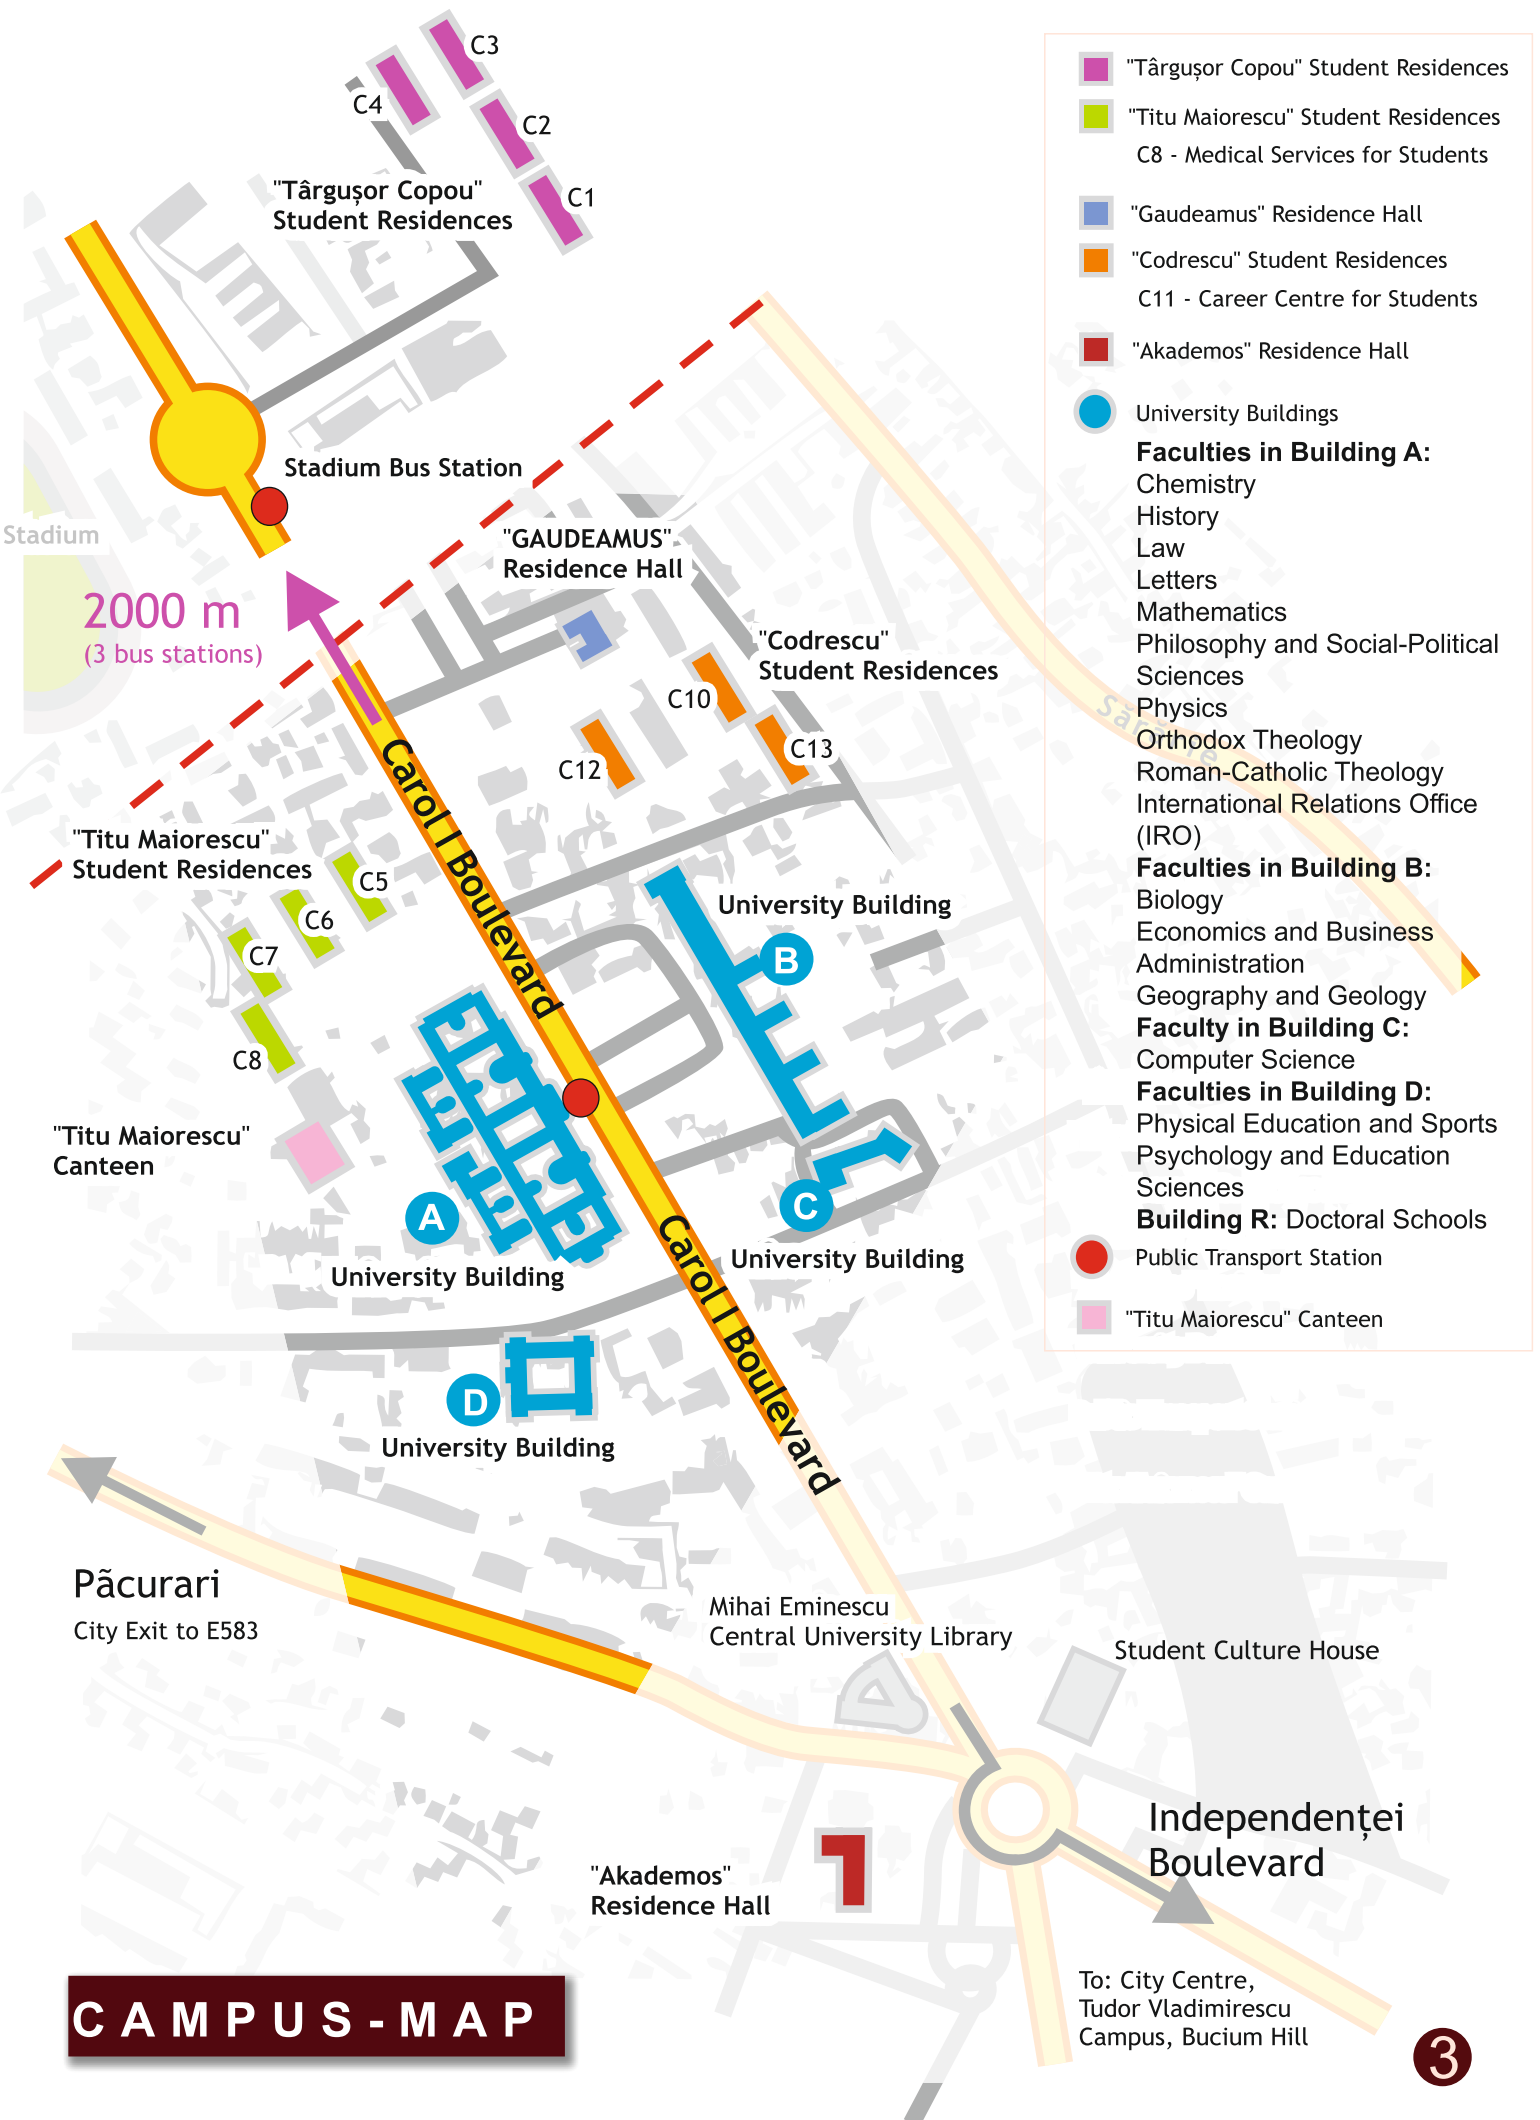 C3
C4
C2
C1
"Târgușor Copou"
Student Residences
Stadium Bus Station
Stadium
"GAUDEAMUS"
Residence Hall
2000 m
(3 bus stations)
"Codrescu"
Student Residences
C10
C13
C12
Carol I Boulevard
"Titu Maiorescu"
Student Residences
C5
C6
C7
C8
University Building
B
"Titu Maiorescu"
Canteen
A
University Building
C
University Building
Carol I Boulevard
D
University Building
Păcurari
City Exit to E583
Mihai Eminescu
Central University Library
Student Culture House
Independenței
Boulevard
"Akademos"
Residence Hall
To: City Centre,
Tudor Vladimirescu
Campus, Bucium Hill
CAMPUS-MAP
3
"Târgușor Copou" Student Residences
"Titu Maiorescu" Student Residences
C8 - Medical Services for Students
"Gaudeamus" Residence Hall
"Codrescu" Student Residences
C11 - Career Centre for Students
"Akademos" Residence Hall
University Buildings
Faculties in Building A:
Chemistry
History
Law
Letters
Mathematics
Philosophy and Social-Political
Sciences
Physics
Orthodox Theology
Roman-Catholic Theology
International Relations Office
(IRO)
Faculties in Building B:
Biology
Economics and Business
Administration
Geography and Geology
Faculty in Building C:
Computer Science
Faculties in Building D:
Physical Education and Sports
Psychology and Education
Sciences
Building R: Doctoral Schools
Public Transport Station
"Titu Maiorescu" Canteen